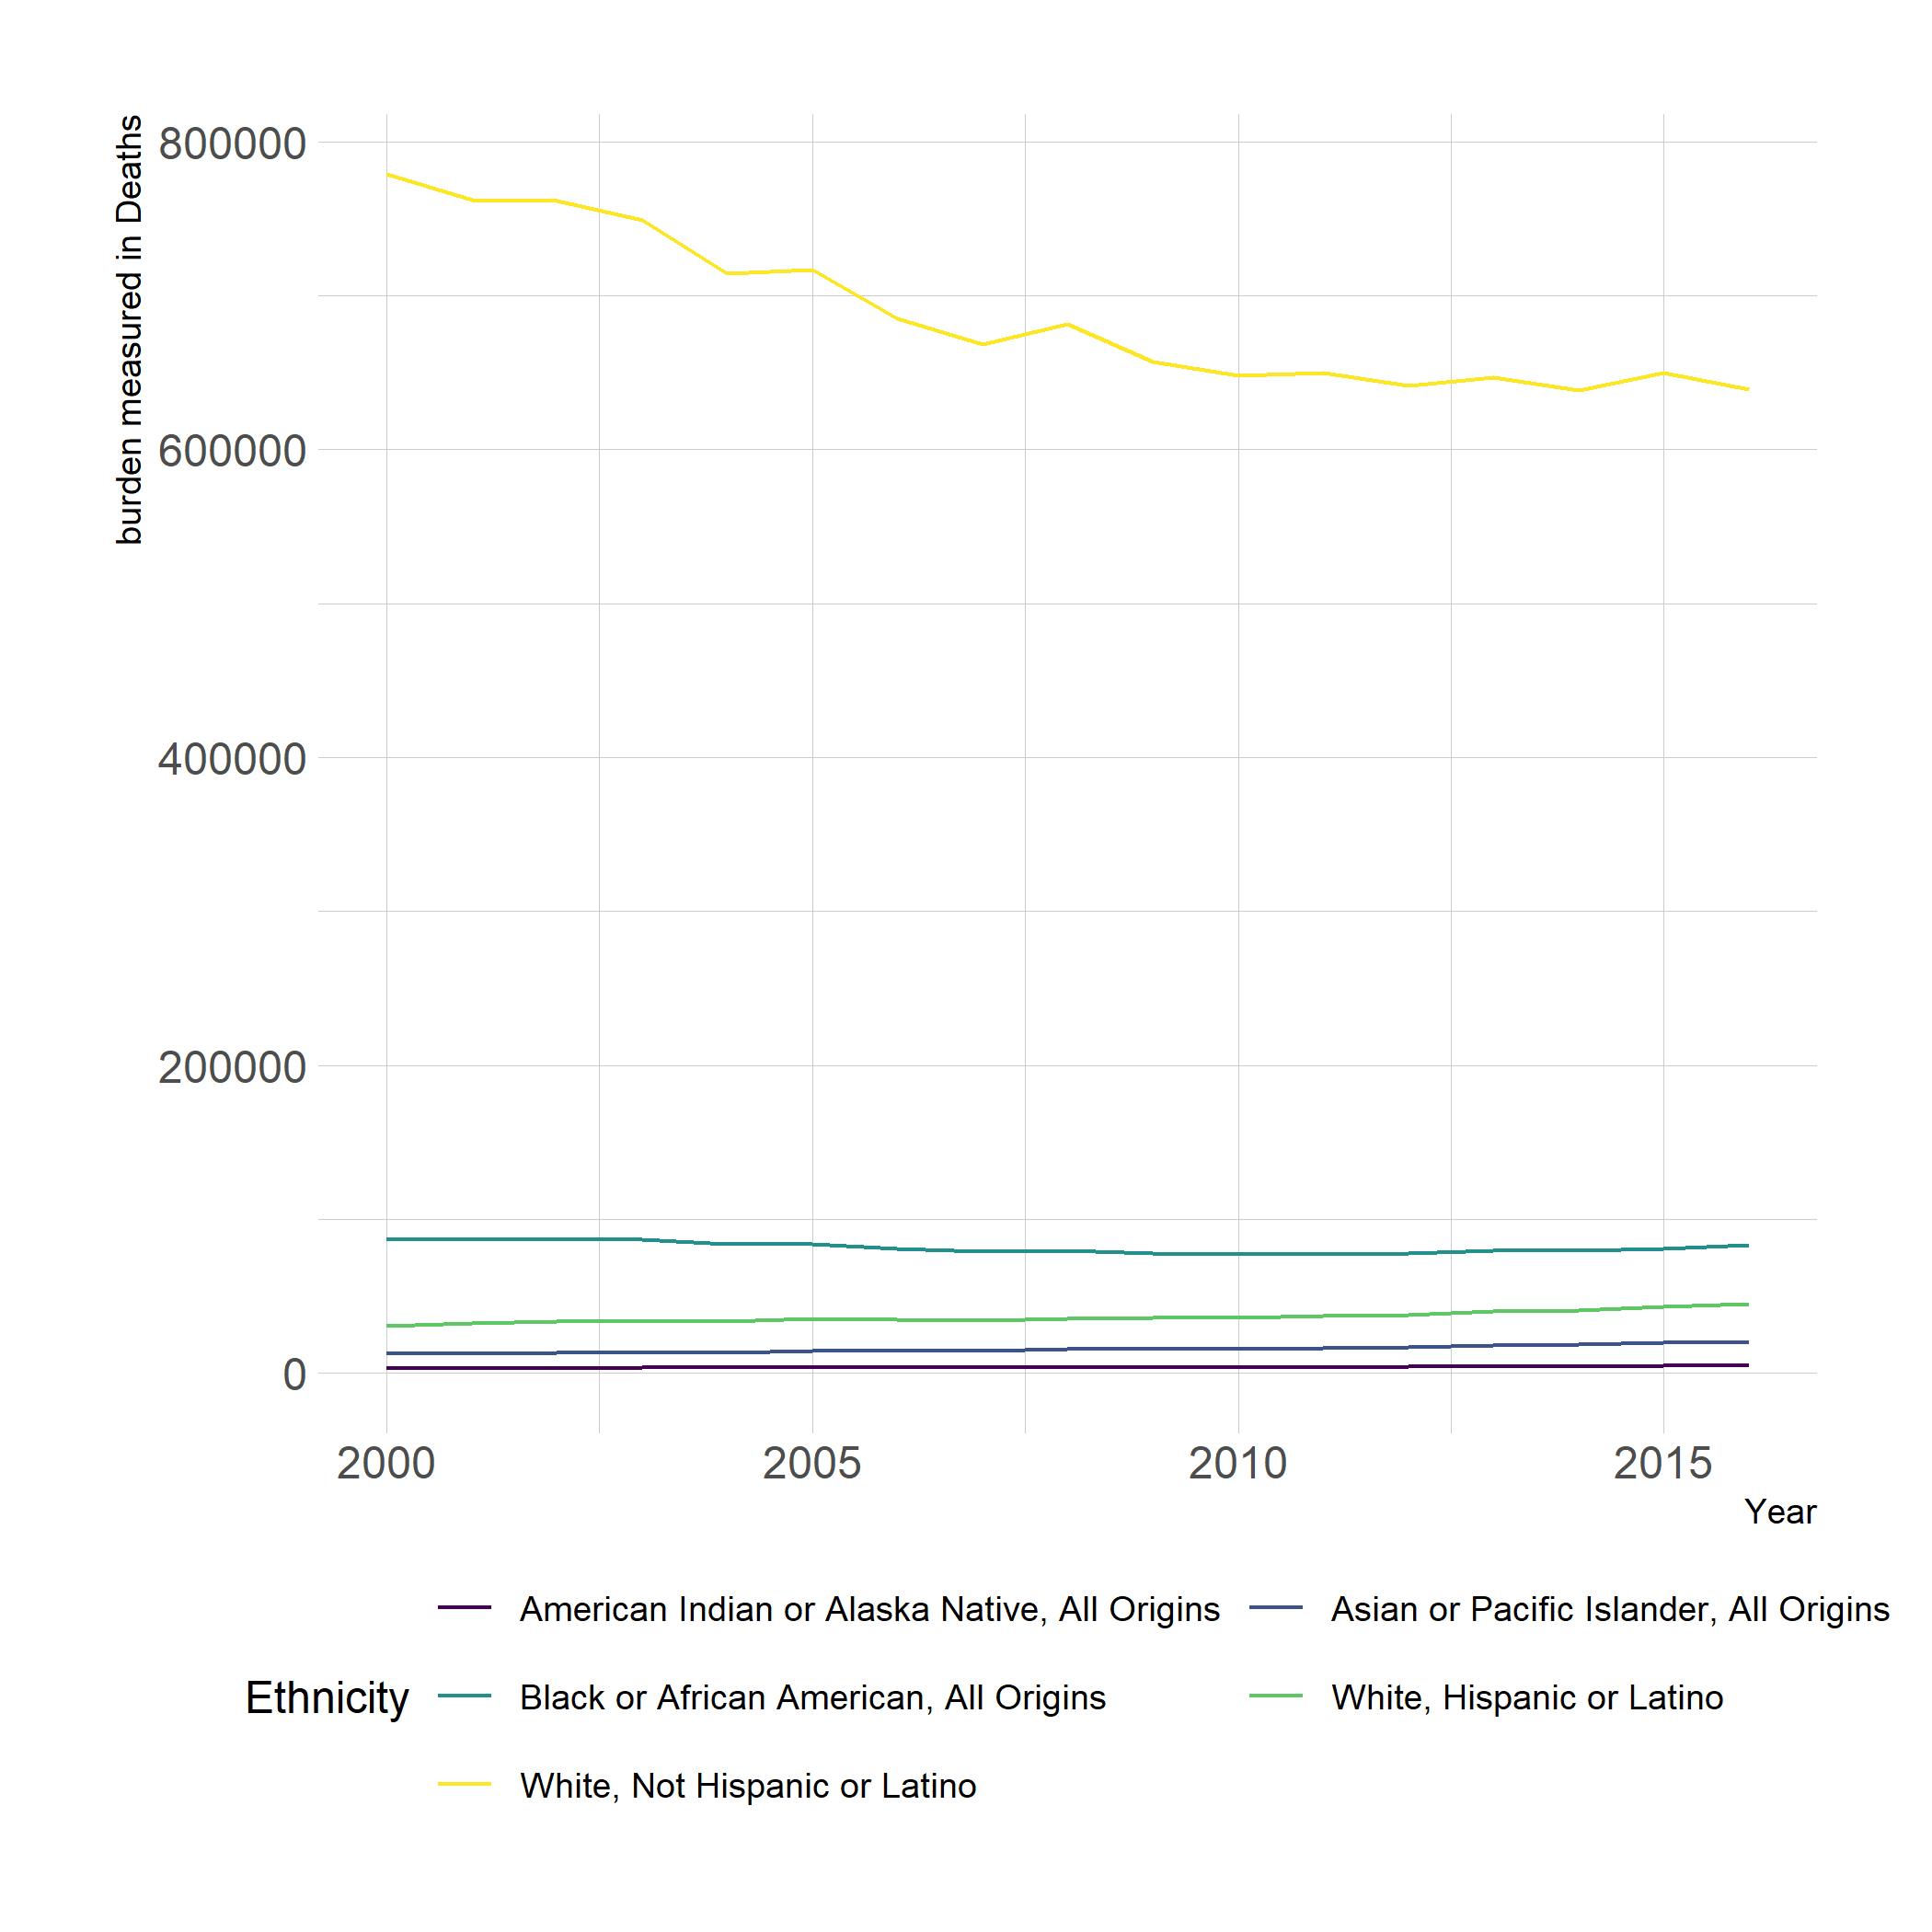 burden measured in Deaths
800000
600000
400000
200000
0
2000 2005 2010 2015
Year
Ethnicity
American Indian or Alaska Native, All Origins
Asian or Pacific Islander, All Origins
Black or African American, All Origins
White, Hispanic or Latino
White, Not Hispanic or Latino